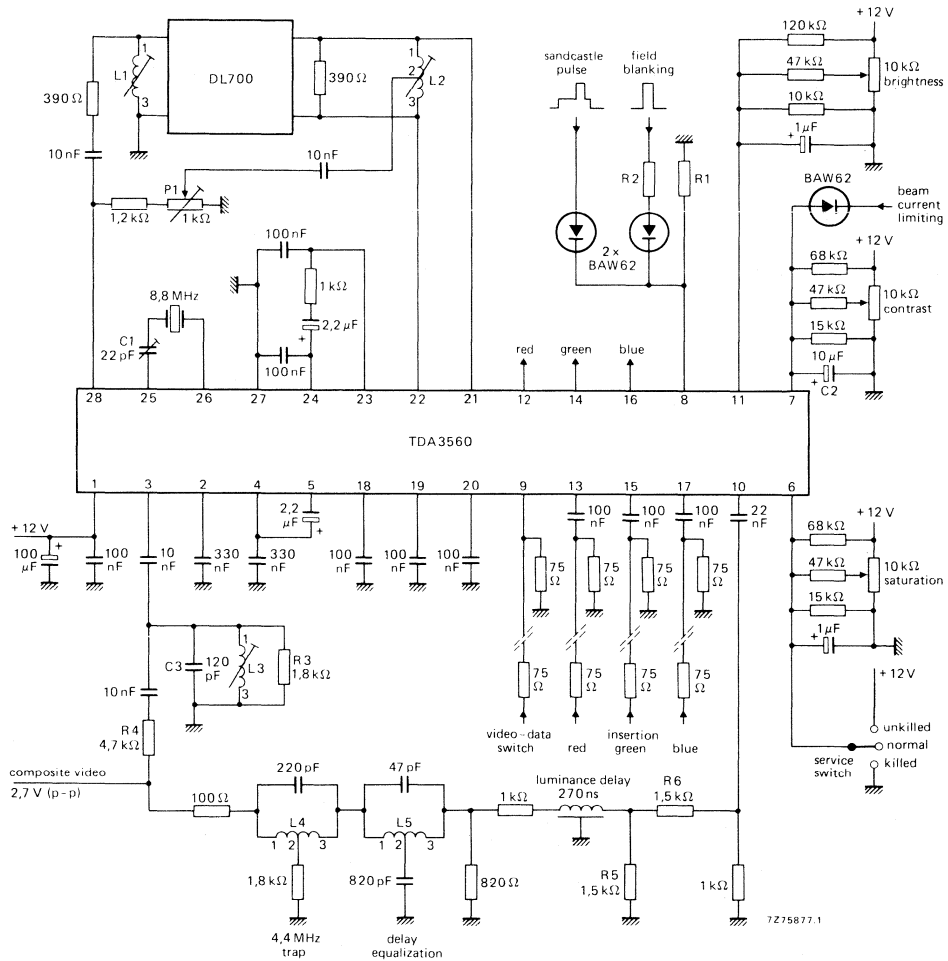 + 12 V
120 kΩ
47 kΩ
10 kΩ
brightness
10 kΩ
1 µF
+
BAW62
beam
current
limiting
+ 12 V
68 kΩ
47 kΩ
10 kΩ
contrast
15 kΩ
10 µF
+
C2
sandcastle
pulse
field
blanking
R2
R1
2 x
BAW62
DL700
L1
1
3
390 Ω
390 Ω
1
2
3
L2
10 nF
10 nF
P1
1,2 kΩ
1 kΩ
100 nF
1 kΩ
2,2 µF
+
100 nF
8,8 MHz
C1
22 pF
red
green
blue
28
25
26
27
24
23
22
21
12
14
16
8
11
7
TDA3560
1
3
2
4
5
18
19
20
9
13
15
17
10
6
+ 12 V
100
µF
+
100
nF
10
nF
330
nF
330
nF
2,2
µF
+
100
nF
100
nF
100
nF
100
nF
100
nF
100
nF
22
nF
75
Ω
75
Ω
75
Ω
75
Ω
75
Ω
75
Ω
75
Ω
75
Ω
video-data
switch
red
insertion
green
blue
+ 12 V
68 kΩ
47 kΩ
10 kΩ
saturation
15 kΩ
1 µF
+
+ 12 V
unkilled
normal
killed
service
switch
C3
120
pF
1
L3
3
R3
1,8 kΩ
10 nF
R4
4,7 kΩ
composite video
2,7 V (p-p)
100 Ω
220 pF
L4
1 2 3
1,8 kΩ
4,4 MHz
trap
47 pF
L5
1 2 3
820 pF
delay
equalization
820 Ω
1 kΩ
luminance delay
270 ns
R5
1,5 kΩ
R6
1,5 kΩ
1 kΩ
7Z75877.1